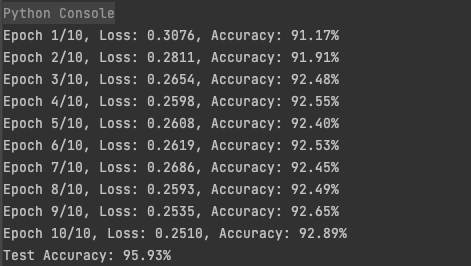 Python Console
Epoch 1/10, Loss: 0.3076, Accuracy: 91.17%
Epoch 2/10, Loss: 0.2811, Accuracy: 91.91%
Epoch 3/10, Loss: 0.2654, Accuracy: 92.48%
Epoch 4/10, Loss: 0.2598, Accuracy: 92.55%
Epoch 5/10, Loss: 0.2608, Accuracy: 92.40%
Epoch 6/10, Loss: 0.2619, Accuracy: 92.53%
Epoch 7/10, Loss: 0.2686, Accuracy: 92.45%
Epoch 8/10, Loss: 0.2593, Accuracy: 92.49%
Epoch 9/10, Loss: 0.2535, Accuracy: 92.65%
Epoch 10/10, Loss: 0.2510, Accuracy: 92.89%
Test Accuracy: 95.93%